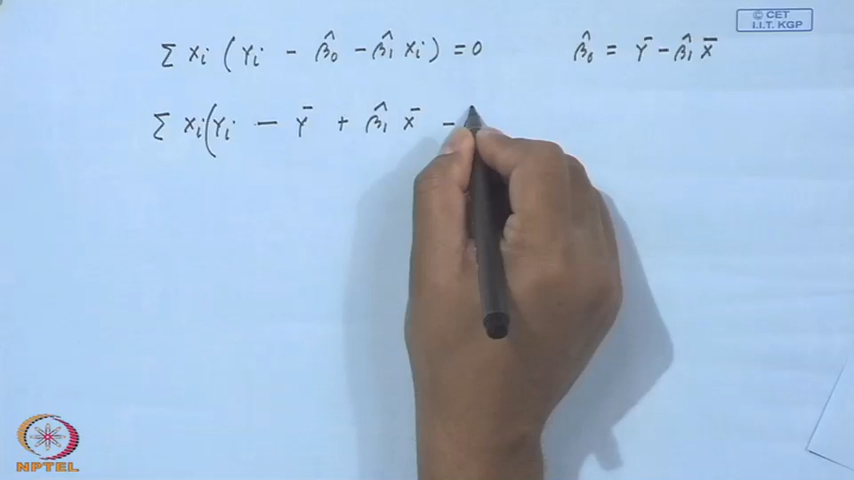 © CET
I.I.T. KGP
Σ xᵢ (Yᵢ - β̂₀ - β̂₁ xᵢ) = 0
β̂₀ = Ȳ - β̂₁ x̄
Σ xᵢ(Yᵢ - Ȳ + β̂₁ x̄ -
NPTEL